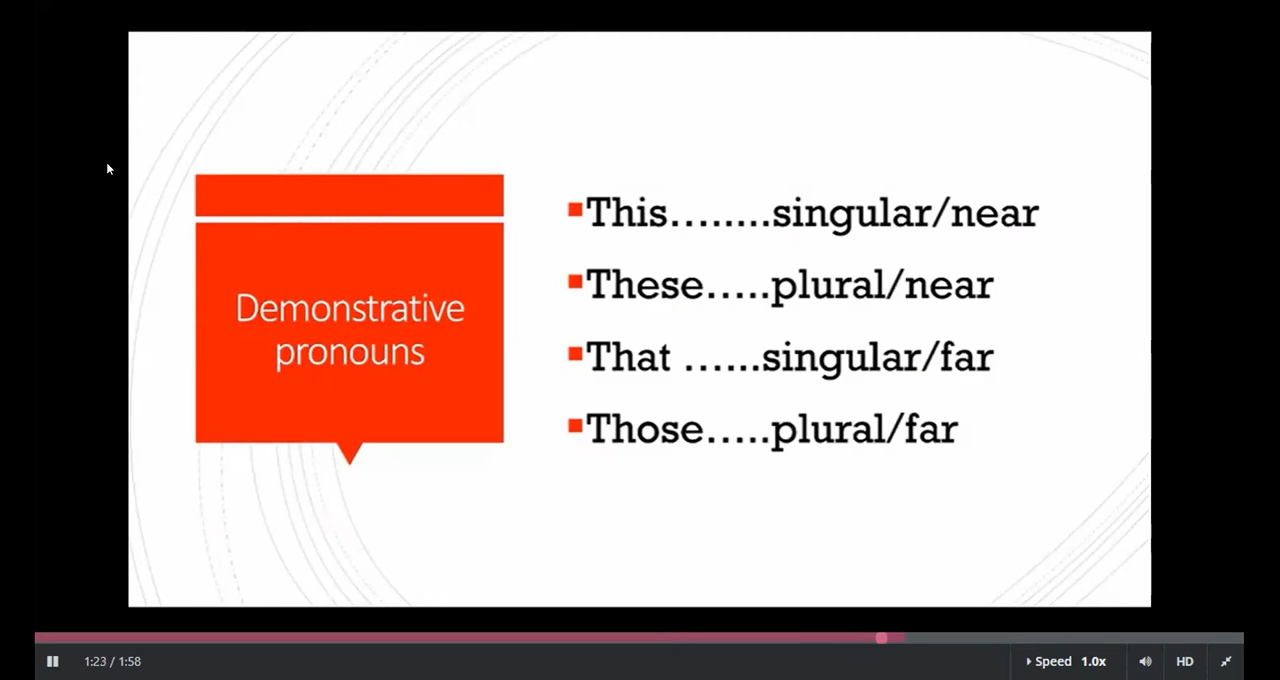 Demonstrative
pronouns
This........singular/near
These.....plural/near
That ......singular/far
Those.....plural/far
1:23 / 1:58
Speed 1.0x
HD